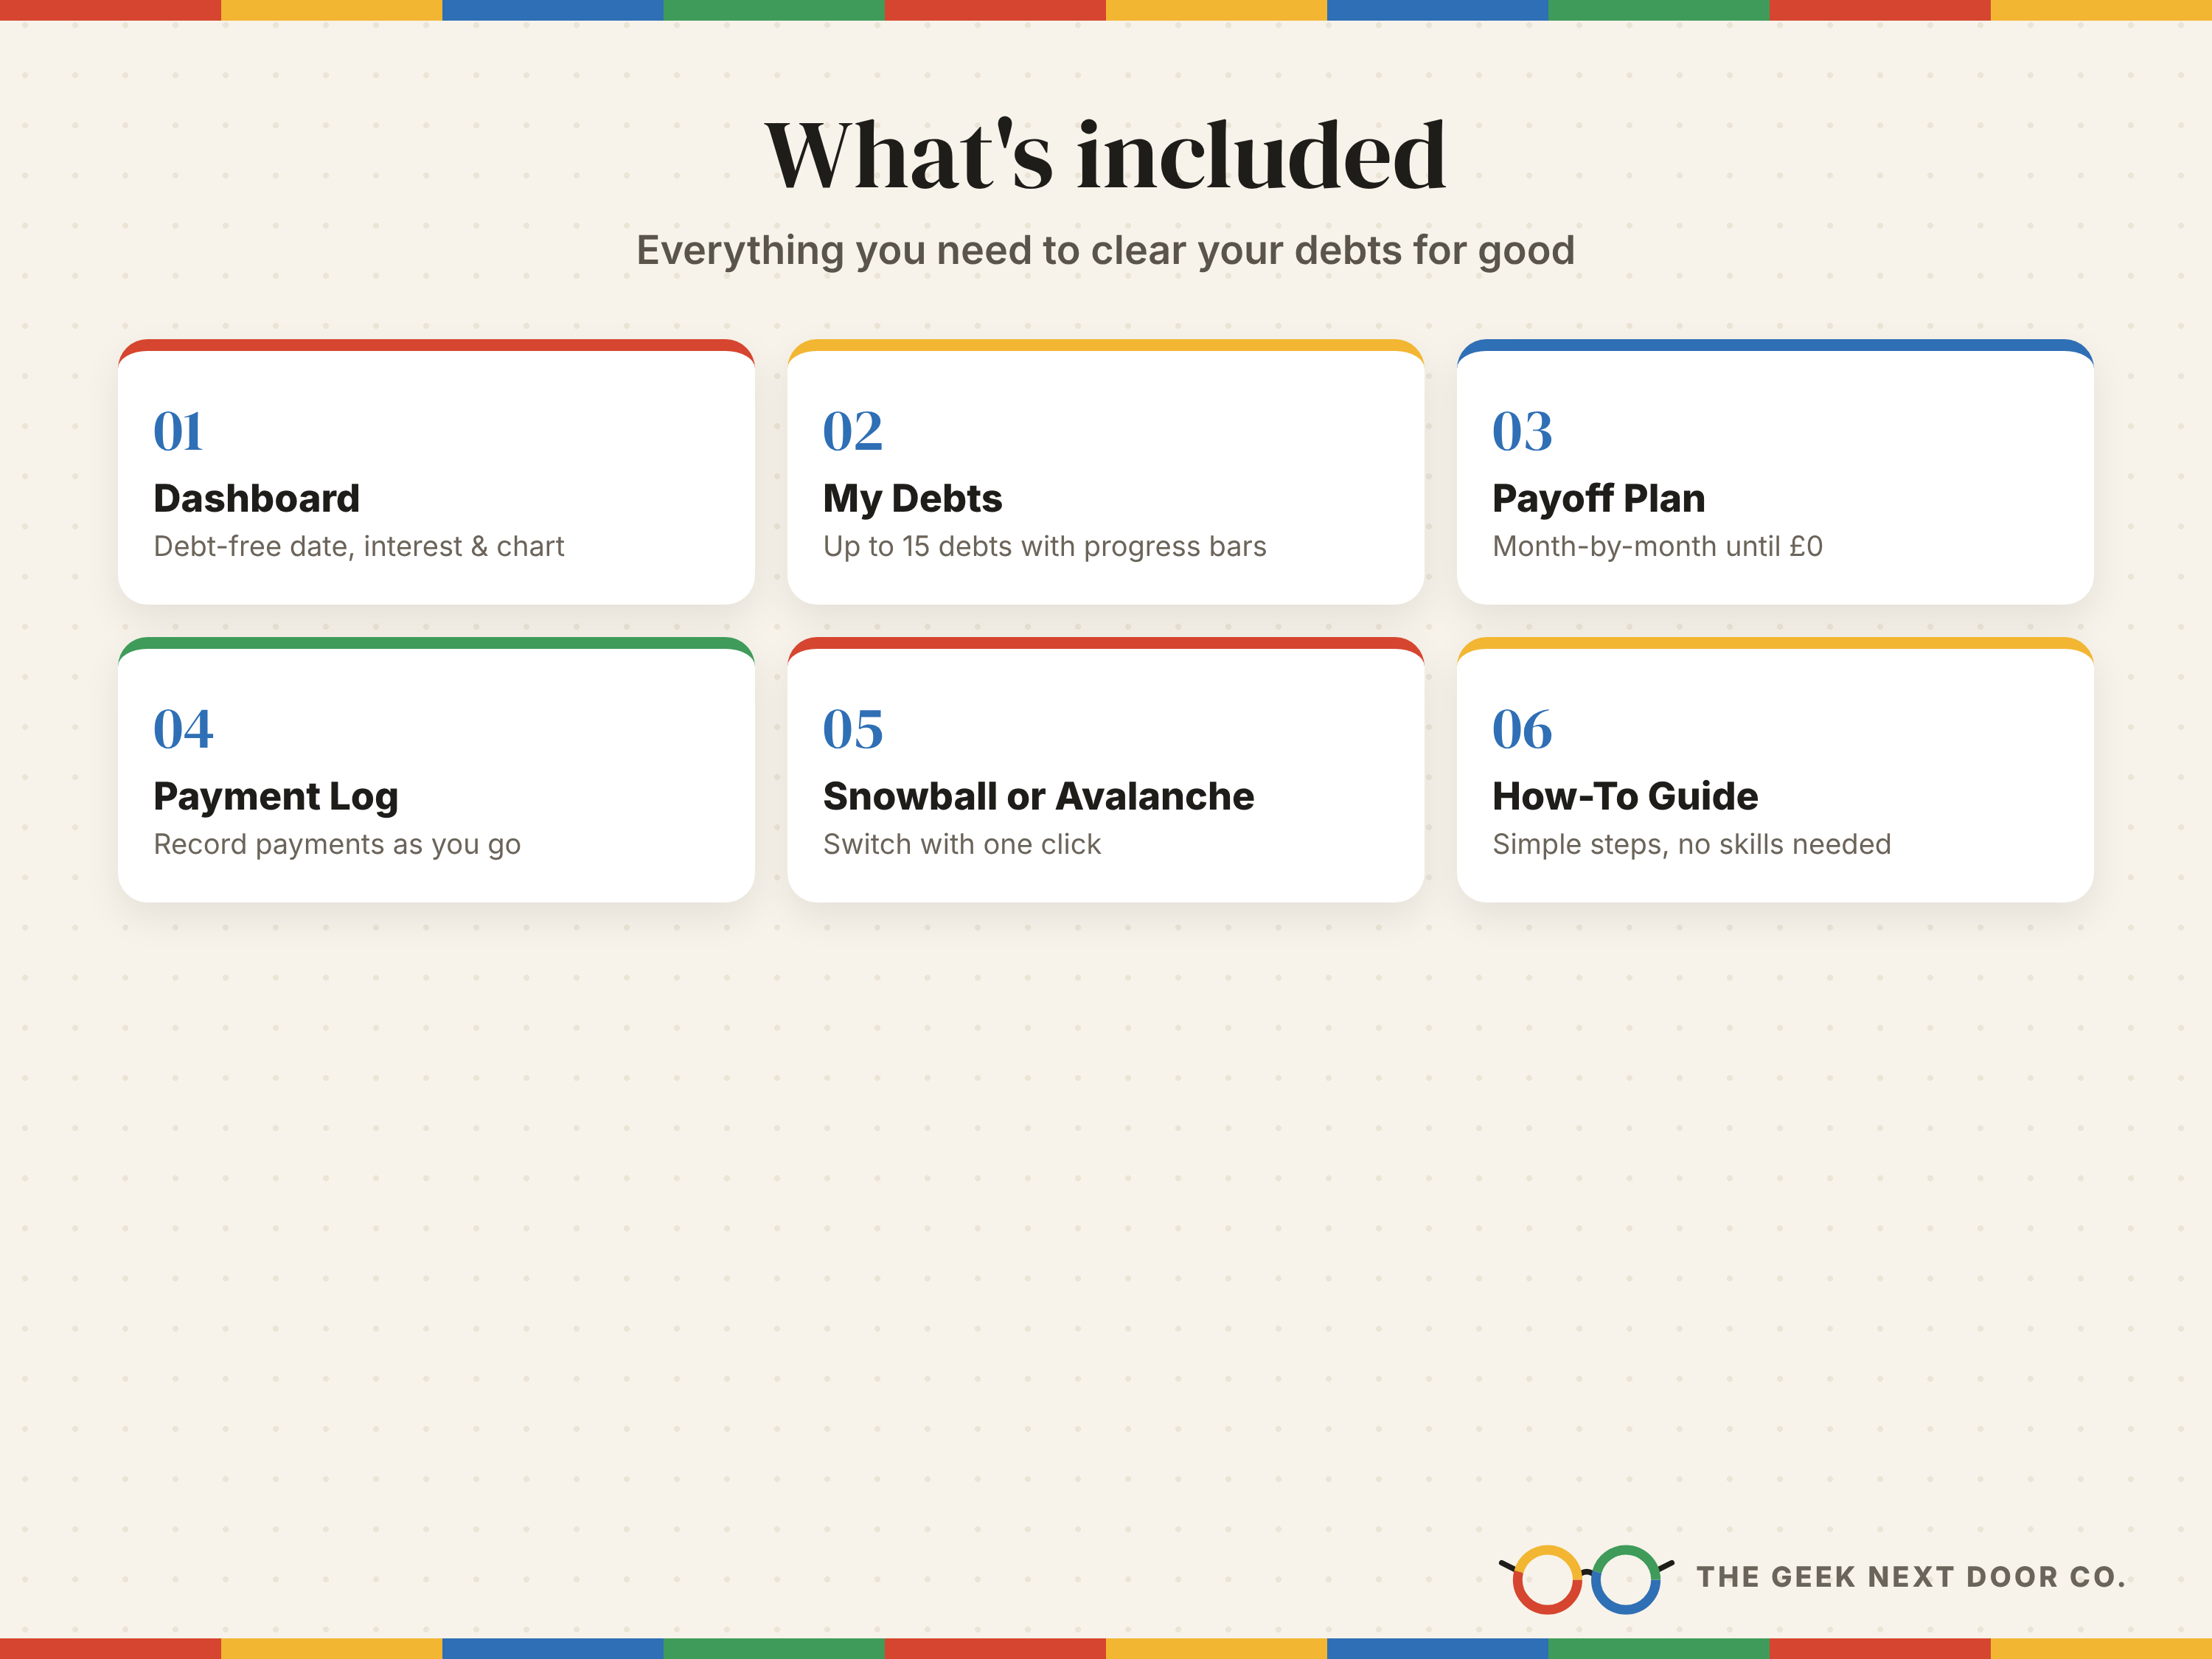 What's included
Everything you need to clear your debts for good
01
Dashboard
Debt-free date, interest & chart
02
My Debts
Up to 15 debts with progress bars
03
Payoff Plan
Month-by-month until £0
04
Payment Log
Record payments as you go
05
Snowball or Avalanche
Switch with one click
06
How-To Guide
Simple steps, no skills needed
THE GEEK NEXT DOOR CO.